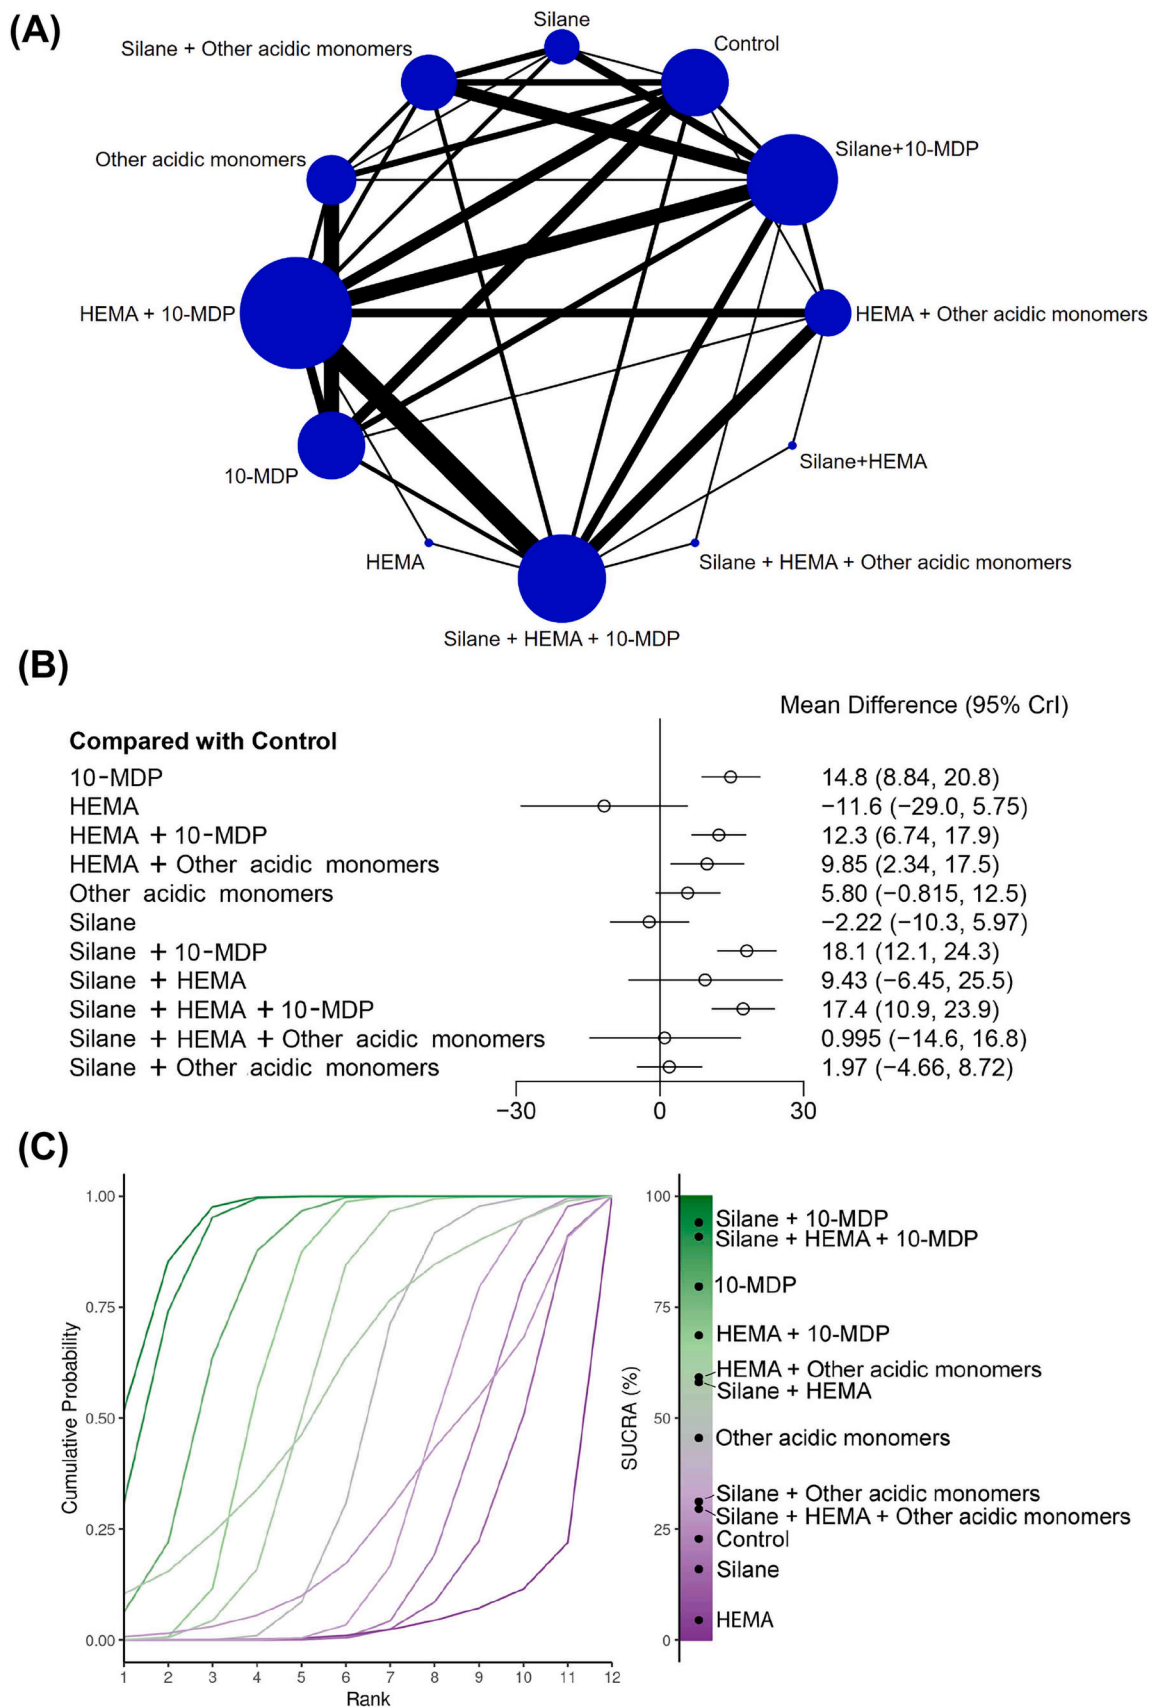 (A)
Silane
Silane + Other acidic monomers
Control
Other acidic monomers
Silane+10-MDP
HEMA + 10-MDP
HEMA + Other acidic monomers
10-MDP
Silane+HEMA
HEMA
Silane + HEMA + Other acidic monomers
Silane + HEMA + 10-MDP
(B)
Mean Difference (95% CrI)
Compared with Control
10-MDP 14.8 (8.84, 20.8)
HEMA −11.6 (−29.0, 5.75)
HEMA + 10-MDP 12.3 (6.74, 17.9)
HEMA + Other acidic monomers 9.85 (2.34, 17.5)
Other acidic monomers 5.80 (−0.815, 12.5)
Silane −2.22 (−10.3, 5.97)
Silane + 10-MDP 18.1 (12.1, 24.3)
Silane + HEMA 9.43 (−6.45, 25.5)
Silane + HEMA + 10-MDP 17.4 (10.9, 23.9)
Silane + HEMA + Other acidic monomers 0.995 (−14.6, 16.8)
Silane + Other acidic monomers 1.97 (−4.66, 8.72)
−30 0 30
(C)
Cumulative Probability
1.00
0.75
0.50
0.25
0.00
1 2 3 4 5 6 7 8 9 10 11 12
Rank
SUCRA (%)
100
75
50
25
0
Silane + 10-MDP
Silane + HEMA + 10-MDP
10-MDP
HEMA + 10-MDP
HEMA + Other acidic monomers
Silane + HEMA
Other acidic monomers
Silane + Other acidic monomers
Silane + HEMA + Other acidic monomers
Control
Silane
HEMA